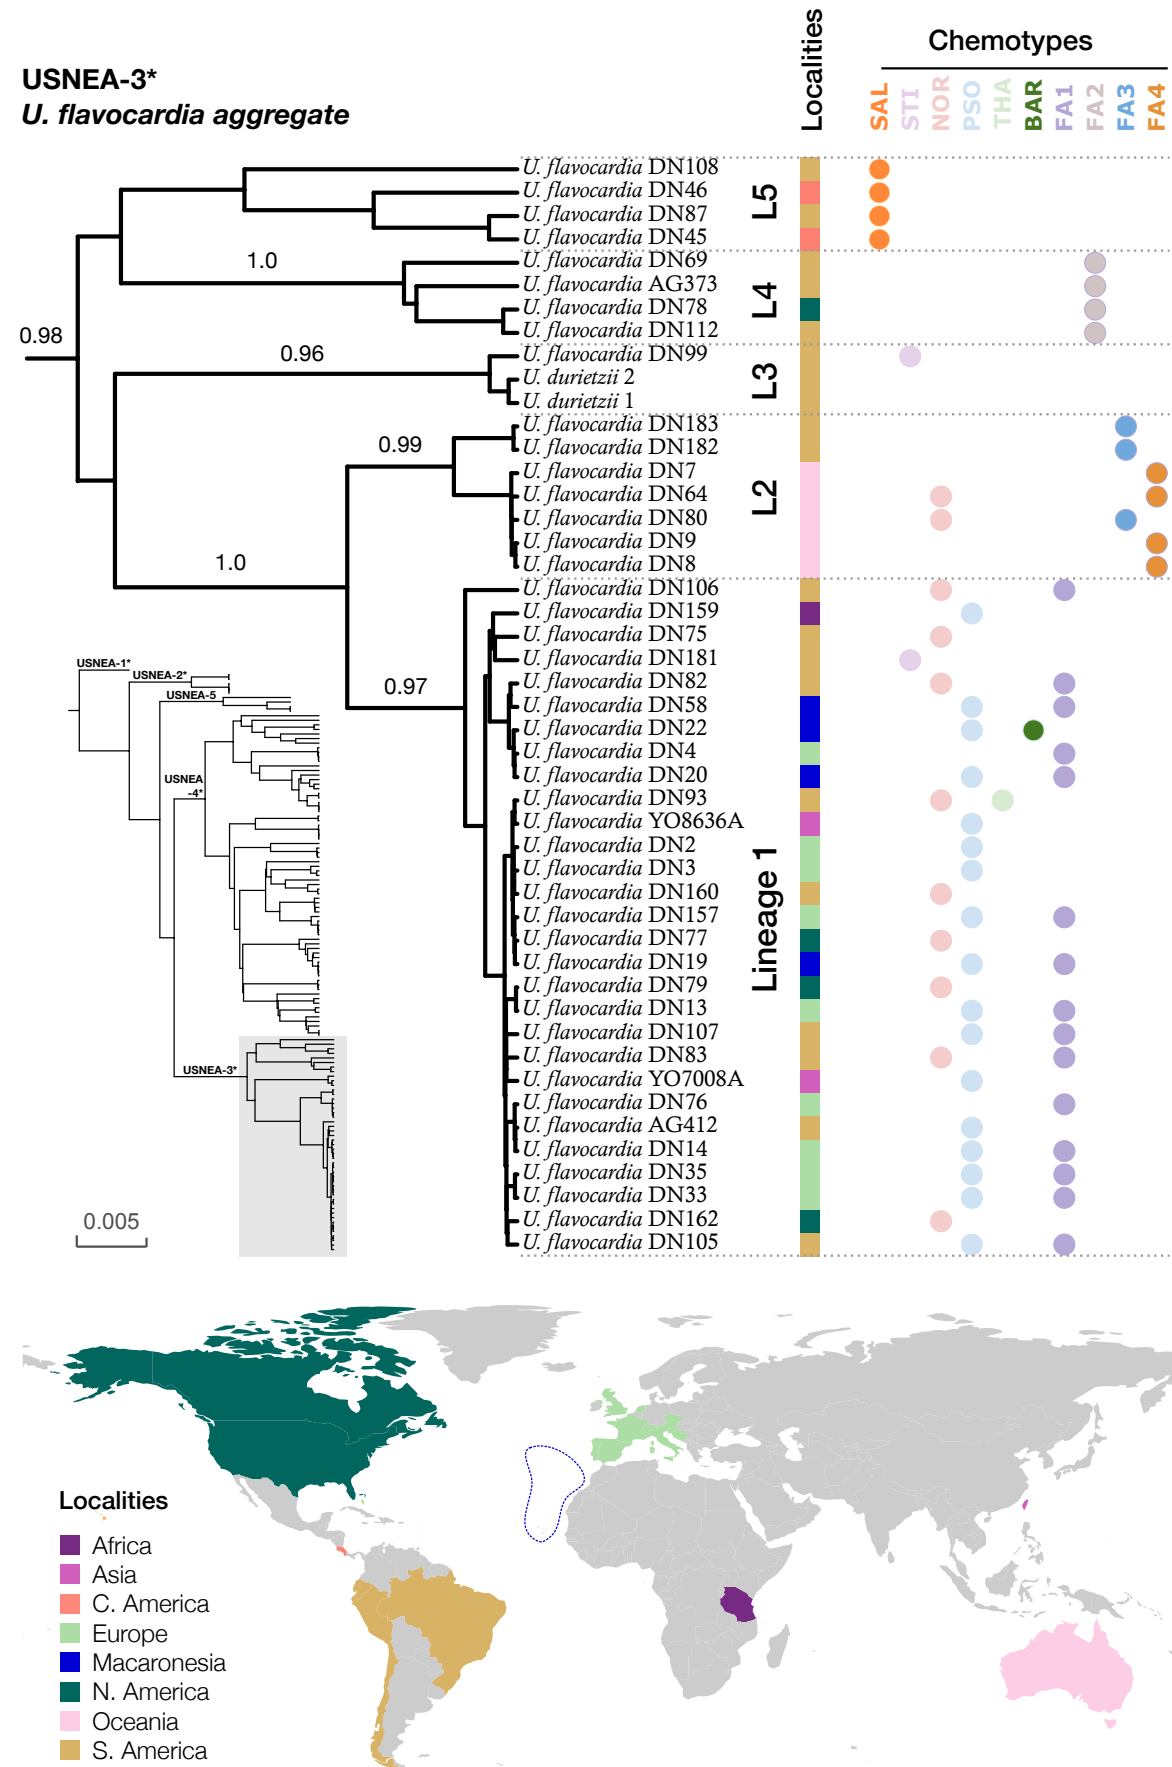 USNEA-3*
U. flavocardia aggregate
Localities
Chemotypes
SAL
STI
NOR
PSO
THA
BAR
FA1
FA2
FA3
FA4
U. flavocardia DN108
U. flavocardia DN46
U. flavocardia DN87
U. flavocardia DN45
L5
U. flavocardia DN69
U. flavocardia AG373
U. flavocardia DN78
U. flavocardia DN112
L4
1.0
0.98
U. flavocardia DN99
U. durietzii 2
U. durietzii 1
L3
0.96
U. flavocardia DN183
U. flavocardia DN182
U. flavocardia DN7
U. flavocardia DN64
U. flavocardia DN80
U. flavocardia DN9
U. flavocardia DN8
L2
0.99
1.0
U. flavocardia DN106
U. flavocardia DN159
U. flavocardia DN75
U. flavocardia DN181
U. flavocardia DN82
U. flavocardia DN58
U. flavocardia DN22
U. flavocardia DN4
U. flavocardia DN20
U. flavocardia DN93
U. flavocardia YO8636A
U. flavocardia DN2
U. flavocardia DN3
U. flavocardia DN160
U. flavocardia DN157
U. flavocardia DN77
U. flavocardia DN19
U. flavocardia DN79
U. flavocardia DN13
U. flavocardia DN107
U. flavocardia DN83
U. flavocardia YO7008A
U. flavocardia DN76
U. flavocardia AG412
U. flavocardia DN14
U. flavocardia DN35
U. flavocardia DN33
U. flavocardia DN162
U. flavocardia DN105
Lineage 1
0.97
USNEA-1*
USNEA-2*
USNEA-5
USNEA
-4*
USNEA-3*
0.005
Localities
Africa
Asia
C. America
Europe
Macaronesia
N. America
Oceania
S. America